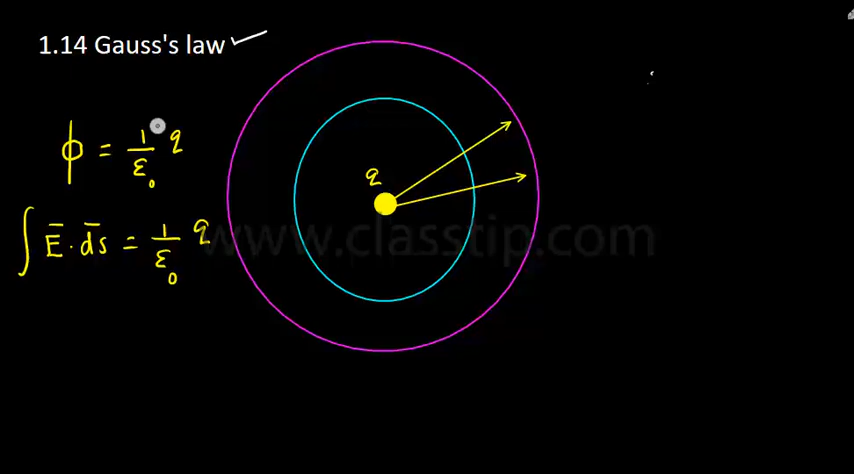 1.14 Gauss's law
ϕ = 1/ε₀ q
q
∫ E̅ · d̅s = 1/ε₀ q
www.classtip.com